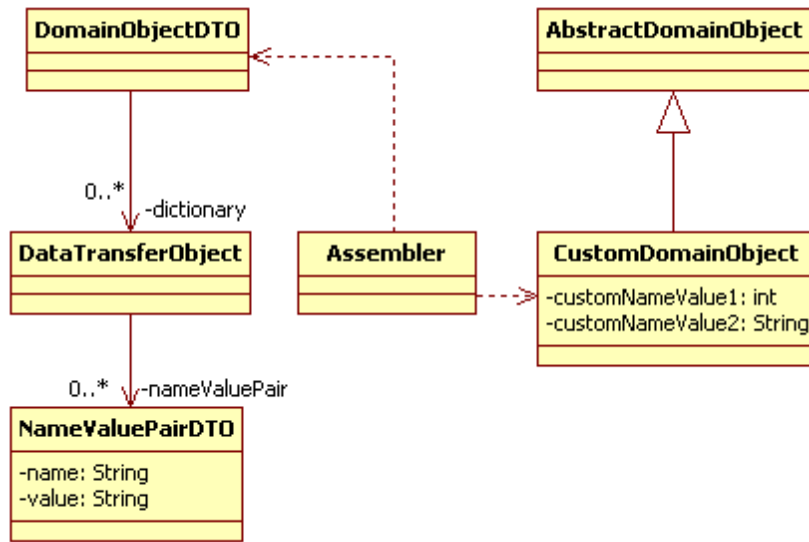 DomainObjectDTO
AbstractDomainObject
0..*
-dictionary
DataTransferObject
Assembler
CustomDomainObject
-customNameValue1: int
-customNameValue2: String
0..*
-nameValuePair
NameValuePairDTO
-name: String
-value: String